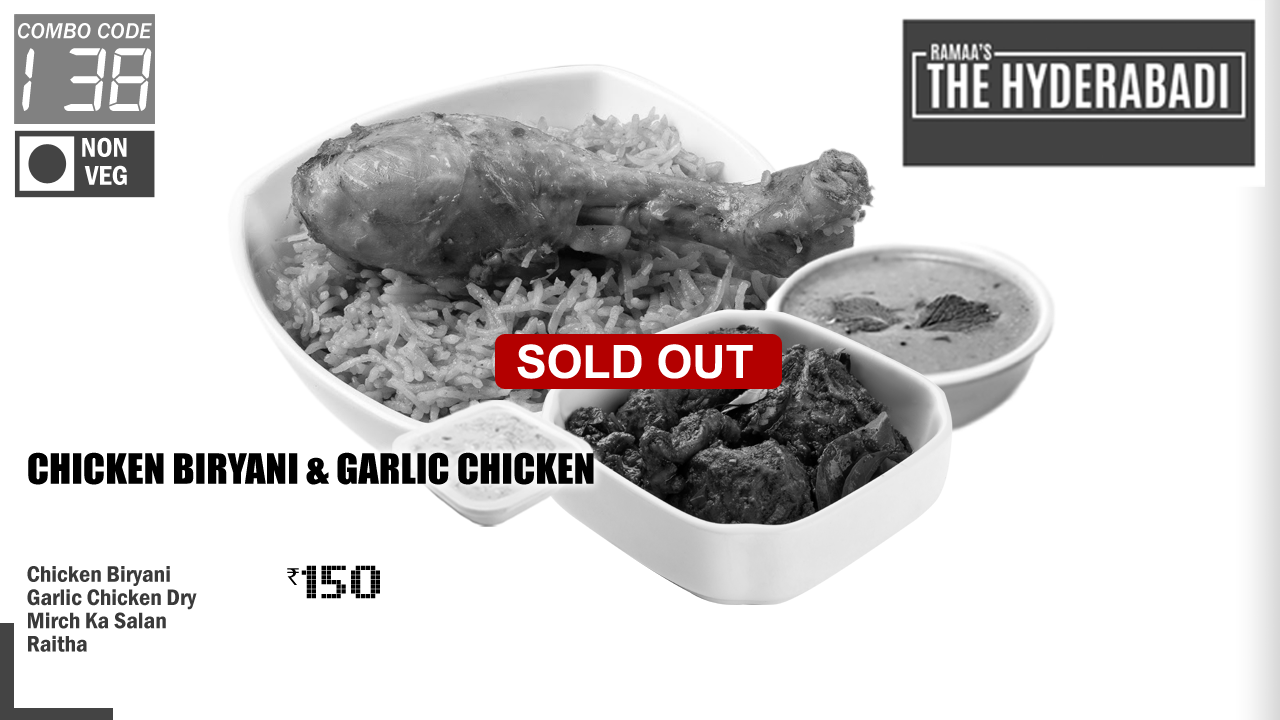 COMBO CODE
138
NON
VEG
RAMAA'S
THE HYDERABADI
SOLD OUT
CHICKEN BIRYANI & GARLIC CHICKEN
Chicken Biryani
Garlic Chicken Dry
Mirch Ka Salan
Raitha
₹150